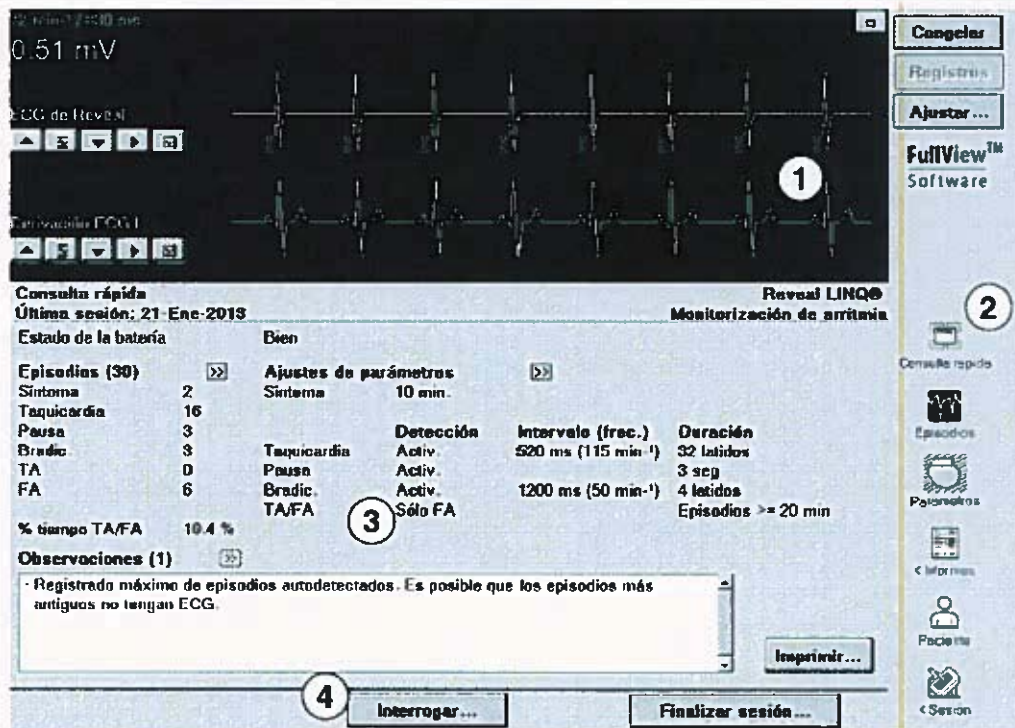 0.51 mV
ECG de Reveal
Derivación ECG I
1
Congelar
Registros
Ajustar...
FullView™
Software
2
Consulta rápida
Episodios
Parámetros
< Informes
Paciente
< Sesión
Consulta rápida Reveal LINQ®
Última sesión: 21-Ene-2013 Monitorización de arritmia
Estado de la batería Bien
Episodios (30) >> Ajustes de parámetros >>
Síntoma 2 Síntoma 10 min.
Taquicardia 16
Pausa 3 Detección Intervalo (frec.) Duración
Bradic. 3 Taquicardia Activ. 520 ms (115 min-¹) 32 latidos
TA 0 Pausa Activ. 3 seg
FA 6 Bradic. Activ. 1200 ms (50 min-¹) 4 latidos
TA/FA Sólo FA Episodios >= 20 min
3
% tiempo TA/FA 10.4 %
Observaciones (1) >>
- Registrado máximo de episodios autodetectados. Es posible que los episodios más
antiguos no tengan ECG.
Imprimir...
4
Interrogar... Finalizar sesión...